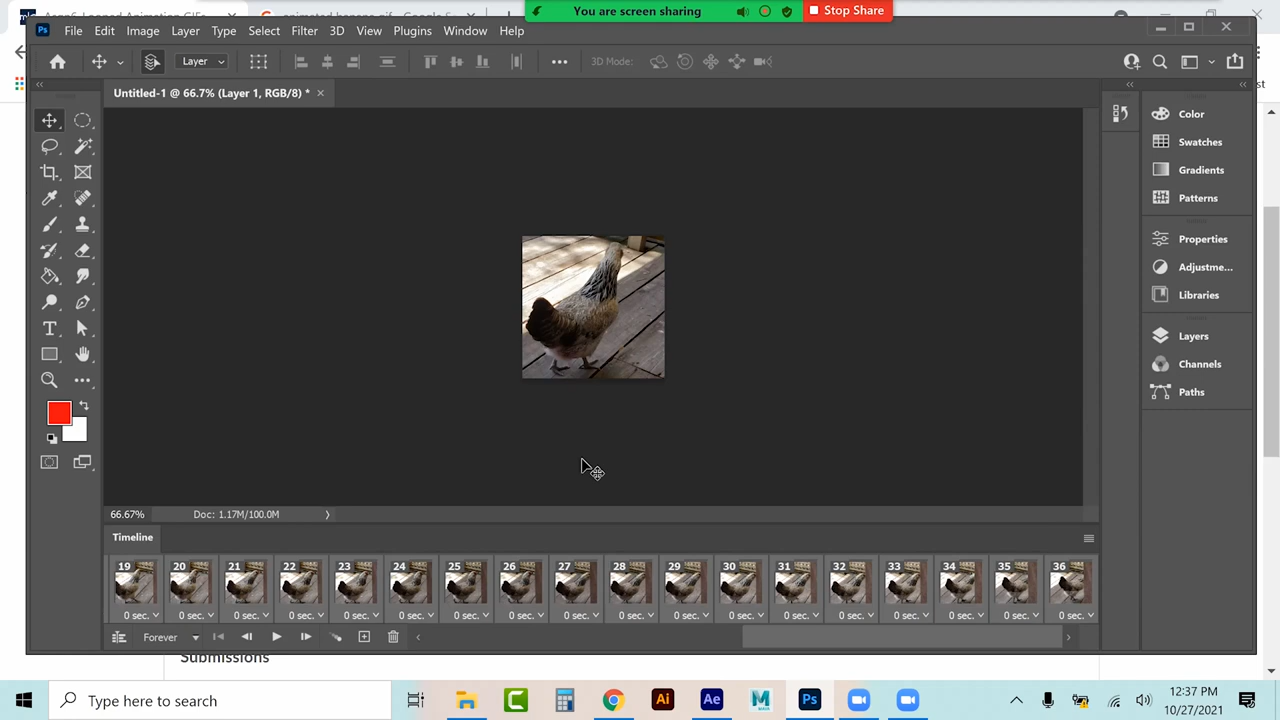 You are screen sharing
Stop Share
Ps
File Edit Image Layer Type Select Filter 3D View Plugins Window Help
Layer
3D Mode:
Untitled-1 @ 66.7% (Layer 1, RGB/8) *
Color
Swatches
Gradients
Patterns
Properties
Adjustme...
Libraries
Layers
Channels
Paths
66.67% Doc: 1.17M/100.0M
Timeline
19 20 21 22 23 24 25 26 27 28 29 30 31 32 33 34 35 36
0 sec. 0 sec. 0 sec. 0 sec. 0 sec. 0 sec. 0 sec. 0 sec. 0 sec. 0 sec. 0 sec. 0 sec. 0 sec. 0 sec. 0 sec. 0 sec. 0 sec. 0 sec.
Forever
Submissions
Type here to search
Ai Ae M Ps
12:37 PM
10/27/2021